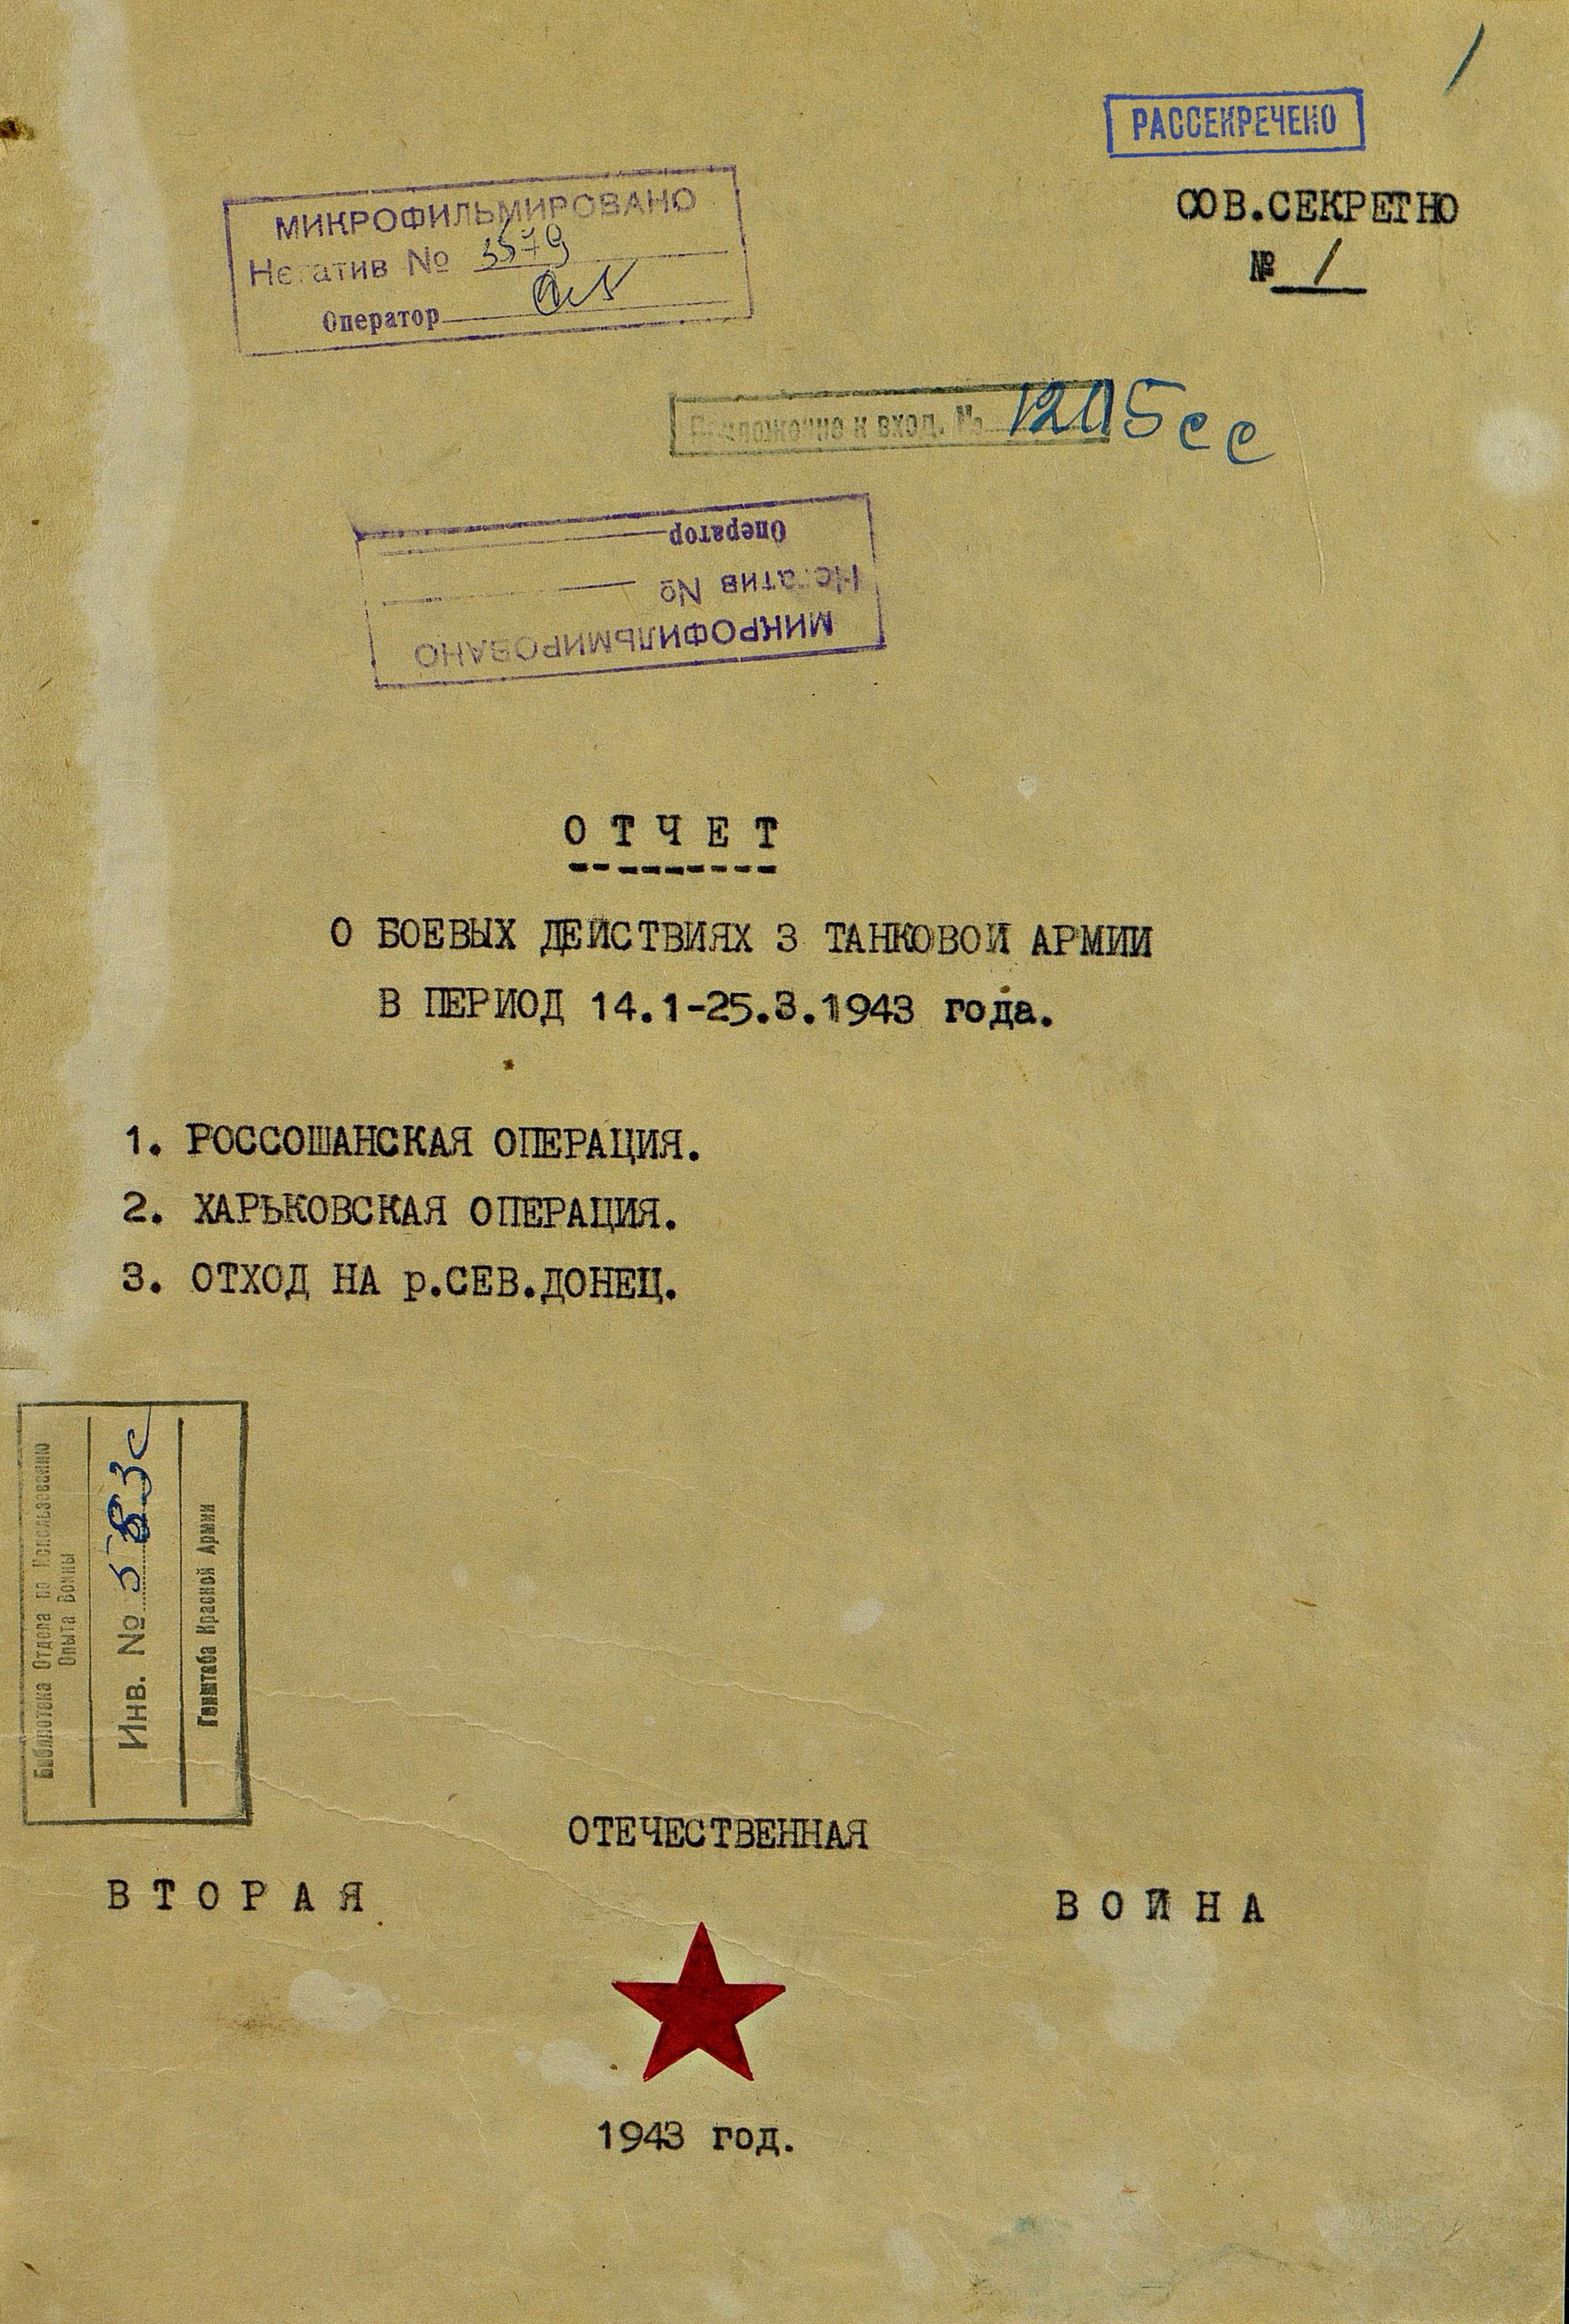 1
РАССЕКРЕЧЕНО
СОВ.СЕКРЕТНО
№ 1
МИКРОФИЛЬМИРОВАНО
Негатив № 3579
Оператор
Приложение к вход. № 1205сс
Оператор
Негатив №
МИКРОФИЛЬМИРОВАНО
ОТЧЕТ
О БОЕВЫХ ДЕЙСТВИЯХ 3 ТАНКОВОЙ АРМИИ
В ПЕРИОД 14.1-25.3.1943 года.
1. РОССОШАНСКАЯ ОПЕРАЦИЯ.
2. ХАРЬКОВСКАЯ ОПЕРАЦИЯ.
3. ОТХОД НА р.СЕВ.ДОНЕЦ.
Библиотека Отдела по Использованию
Опыта Войны
Инв. № 583с
Генштаба Красной Армии
ОТЕЧЕСТВЕННАЯ
ВТОРАЯ ВОЙНА
1943 год.